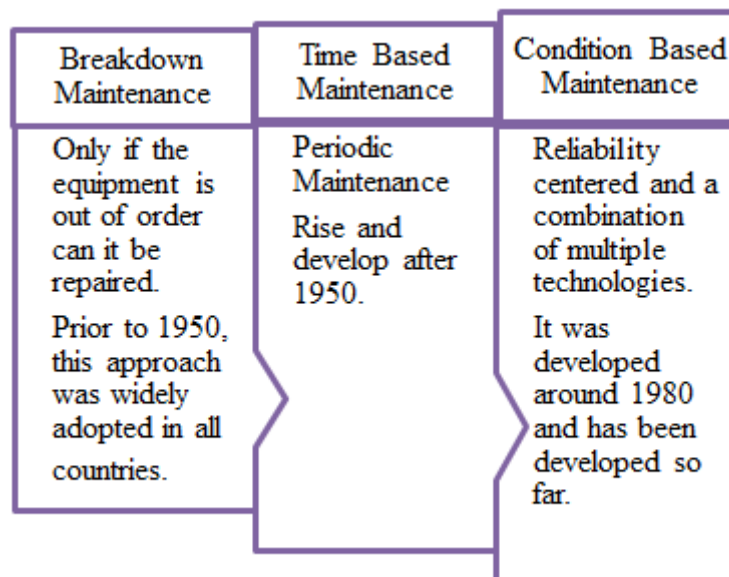 Breakdown
Maintenance
Only if the
equipment is
out of order
can it be
repaired.
Prior to 1950,
this approach
was widely
adopted in all
countries.
Time Based
Maintenance
Periodic
Maintenance
Rise and
develop after
1950.
Condition Based
Maintenance
Reliability
centered and a
combination
of multiple
technologies.
It was
developed
around 1980
and has been
developed so
far.